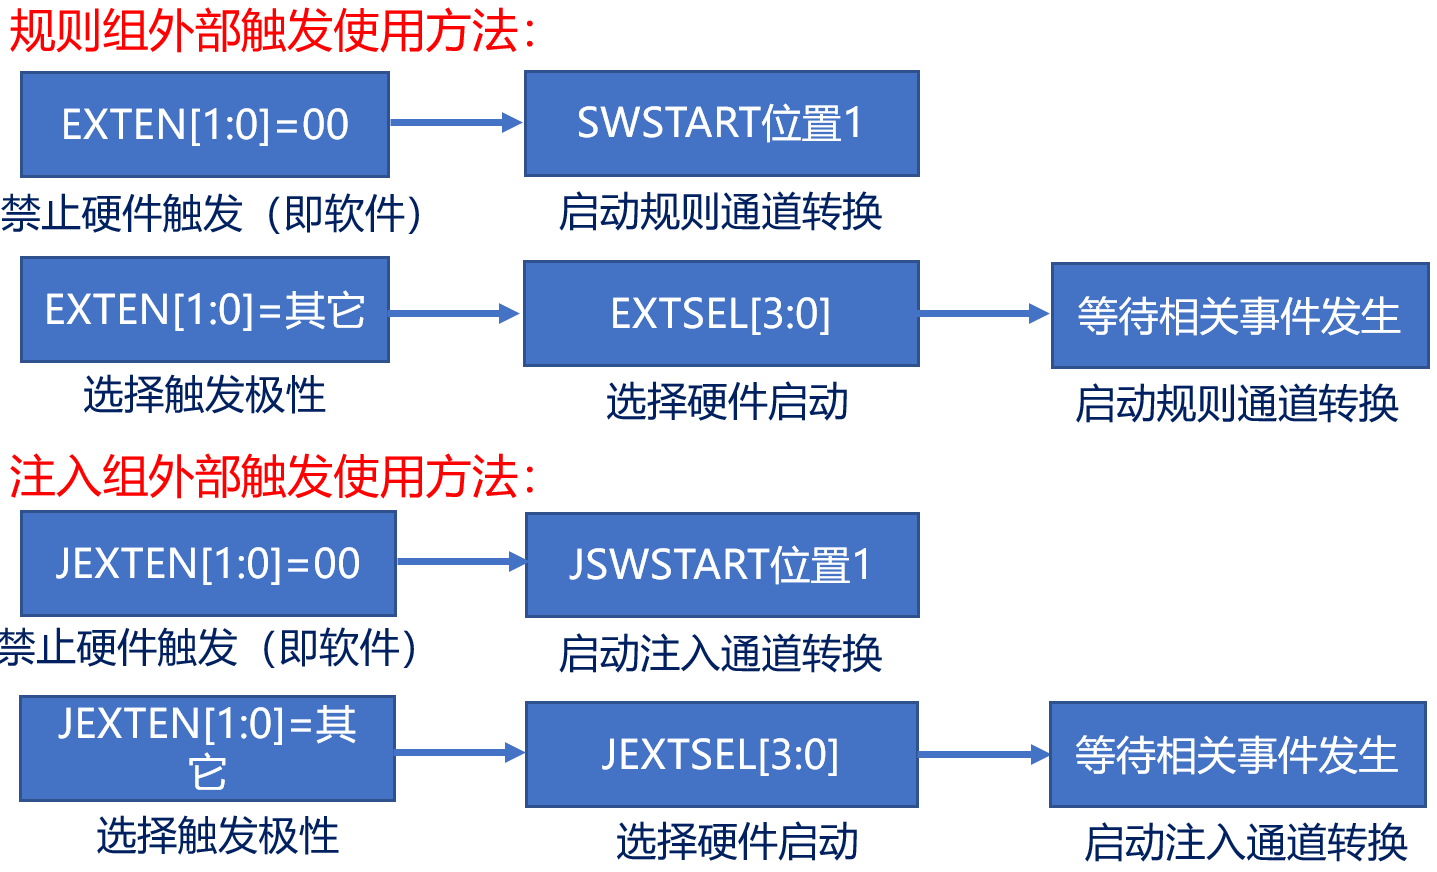 规则组外部触发使用方法：
EXTEN[1:0]=00
SWSTART位置1
禁止硬件触发（即软件）
启动规则通道转换
EXTEN[1:0]=其它
EXTSEL[3:0]
等待相关事件发生
选择触发极性
选择硬件启动
启动规则通道转换
注入组外部触发使用方法：
JEXTEN[1:0]=00
JSWSTART位置1
禁止硬件触发（即软件）
启动注入通道转换
JEXTEN[1:0]=其
它
JEXTSEL[3:0]
等待相关事件发生
选择触发极性
选择硬件启动
启动注入通道转换